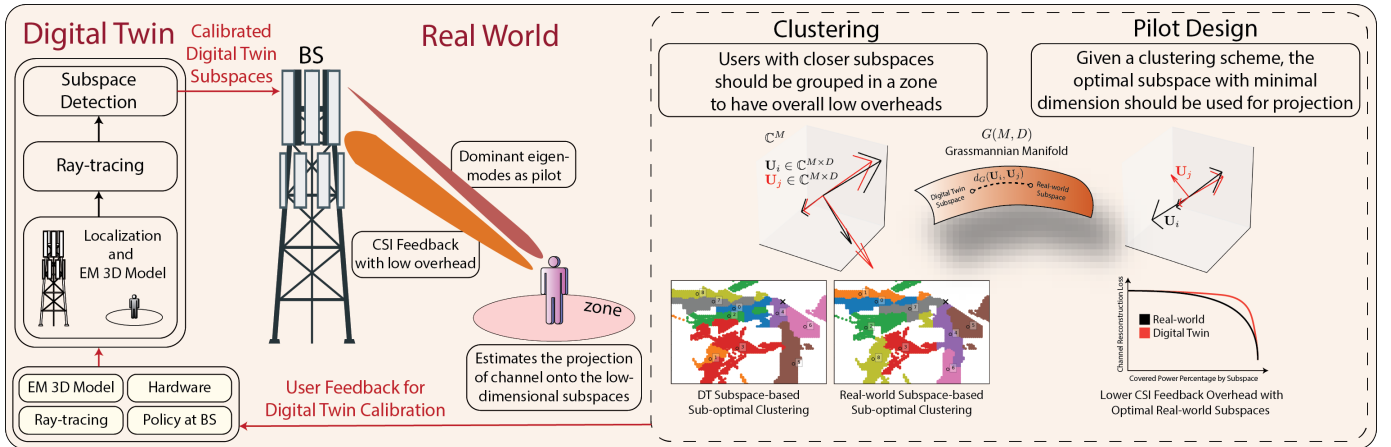 Digital Twin
Subspace
Detection
Ray-tracing
Localization
and
EM 3D Model
EM 3D Model
Hardware
Ray-tracing
Policy at BS
Calibrated
Digital Twin
Subspaces
Real World
BS
Dominant eigen-
modes as pilot
CSI Feedback
with low overhead
zone
Estimates the projection
of channel onto the low-
dimensional subspaces
User Feedback for
Digital Twin Calibration
Clustering
Users with closer subspaces
should be grouped in a zone
to have overall low overheads
Pilot Design
Given a clustering scheme, the
optimal subspace with minimal
dimension should be used for projection
ℂ^M
U_i ∈ ℂ^{M×D}
U_j ∈ ℂ^{M×D}
G(M, D)
Grassmannian Manifold
d_G(U_i, U_j)
Digital Twin
Subspace
Real-world
Subspace
U_j
U_i
DT Subspace-based
Sub-optimal Clustering
Real-world Subspace-based
Sub-optimal Clustering
Channel Resconstruction Loss
Real-world
Digital Twin
Covered Power Percentage by Subspace
Lower CSI Feedback Overhead with
Optimal Real-world Subspaces